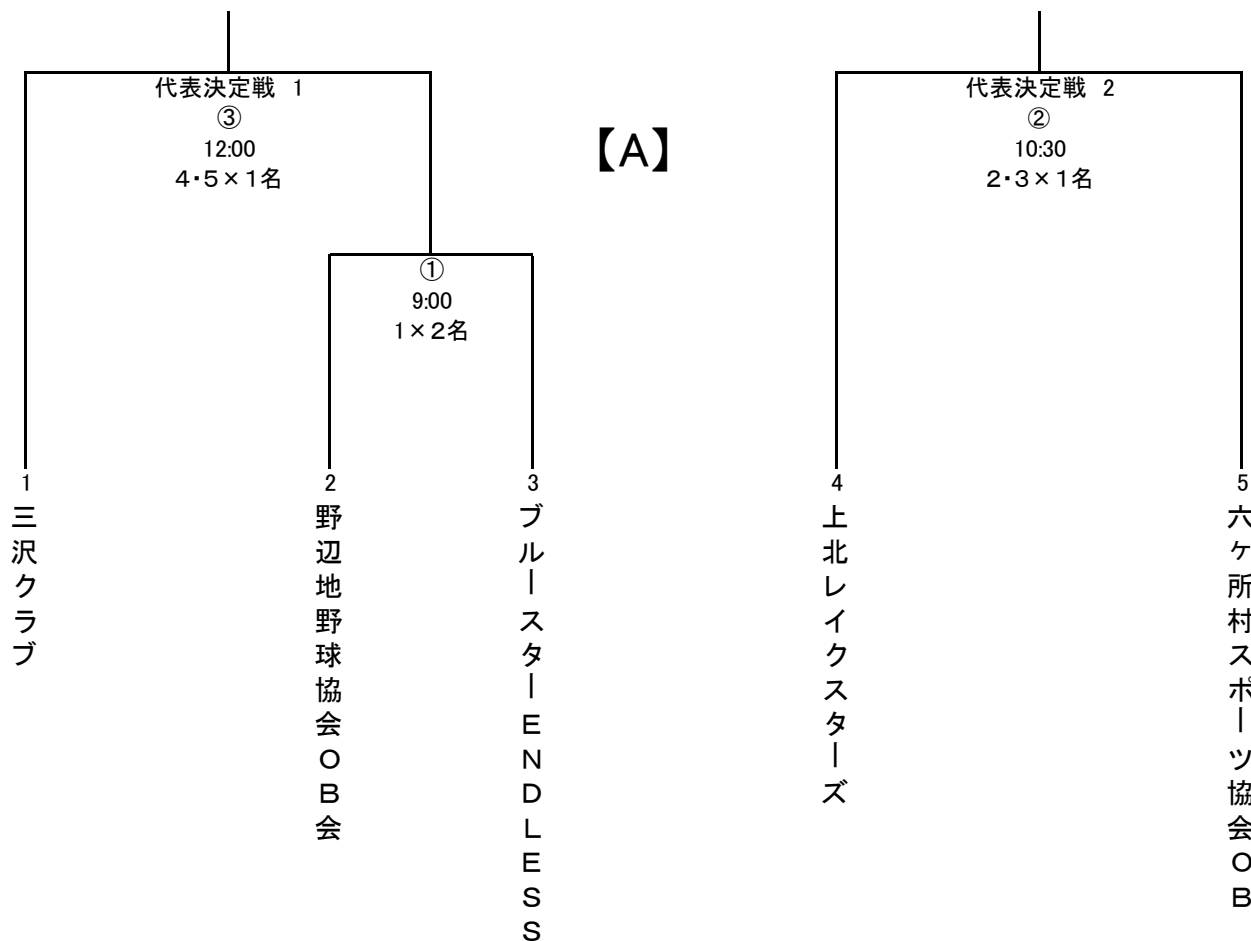 代表決定戦 1
③
12:00
4・5×1名
【A】
代表決定戦 2
②
10:30
2・3×1名
①
9:00
1×2名
1
三沢クラブ
2
野辺地野球協会OB会
3
ブルースターENDLESS
4
上北レイクスターズ
5
六ケ所村スポーツ協会OB